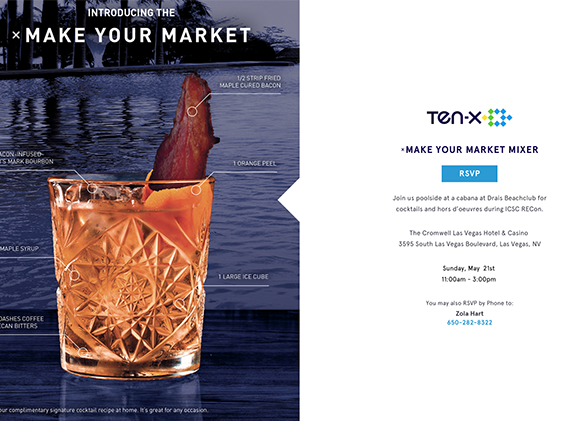 INTRODUCING THE
×MAKE YOUR MARKET
1/2 STRIP FRIED
MAPLE CURED BACON
BOURBON
1 ORANGE PEEL
MAPLE SYRUP
1 LARGE ICE CUBE
DASHES COFFEE
BITTERS
complimentary signature cocktail recipe at home. It's great for any occasion.
Ten-X
×MAKE YOUR MARKET MIXER
RSVP
Join us poolside at a cabana at Drais Beachclub for
cocktails and hors d'oeuvres during ICSC RECon.
The Cromwell Las Vegas Hotel & Casino
3595 South Las Vegas Boulevard, Las Vegas, NV
Sunday, May 21st
11:00am - 3:00pm
You may also RSVP by Phone to:
Zola Hart
650-282-8322